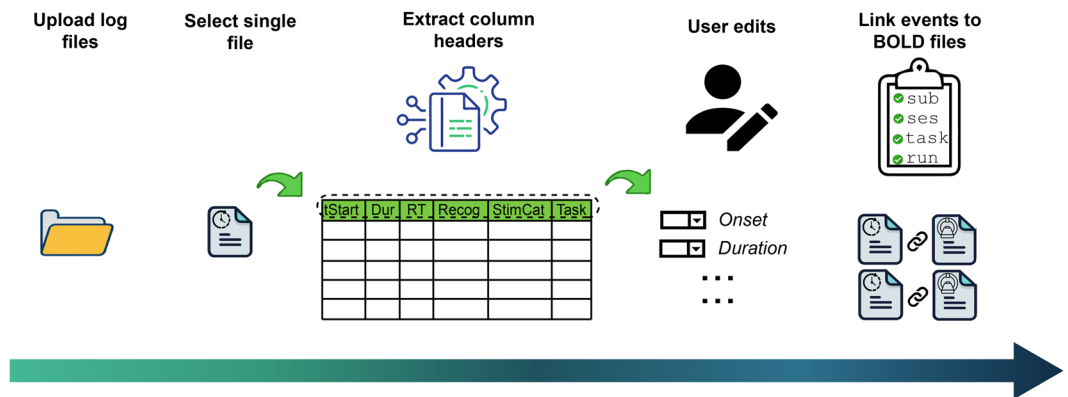 Upload log
files
Select single
file
Extract column
headers
User edits
Link events to
BOLD files
sub
ses
task
run
tStart Dur RT Recog StimCat Task
Onset
Duration
...
...